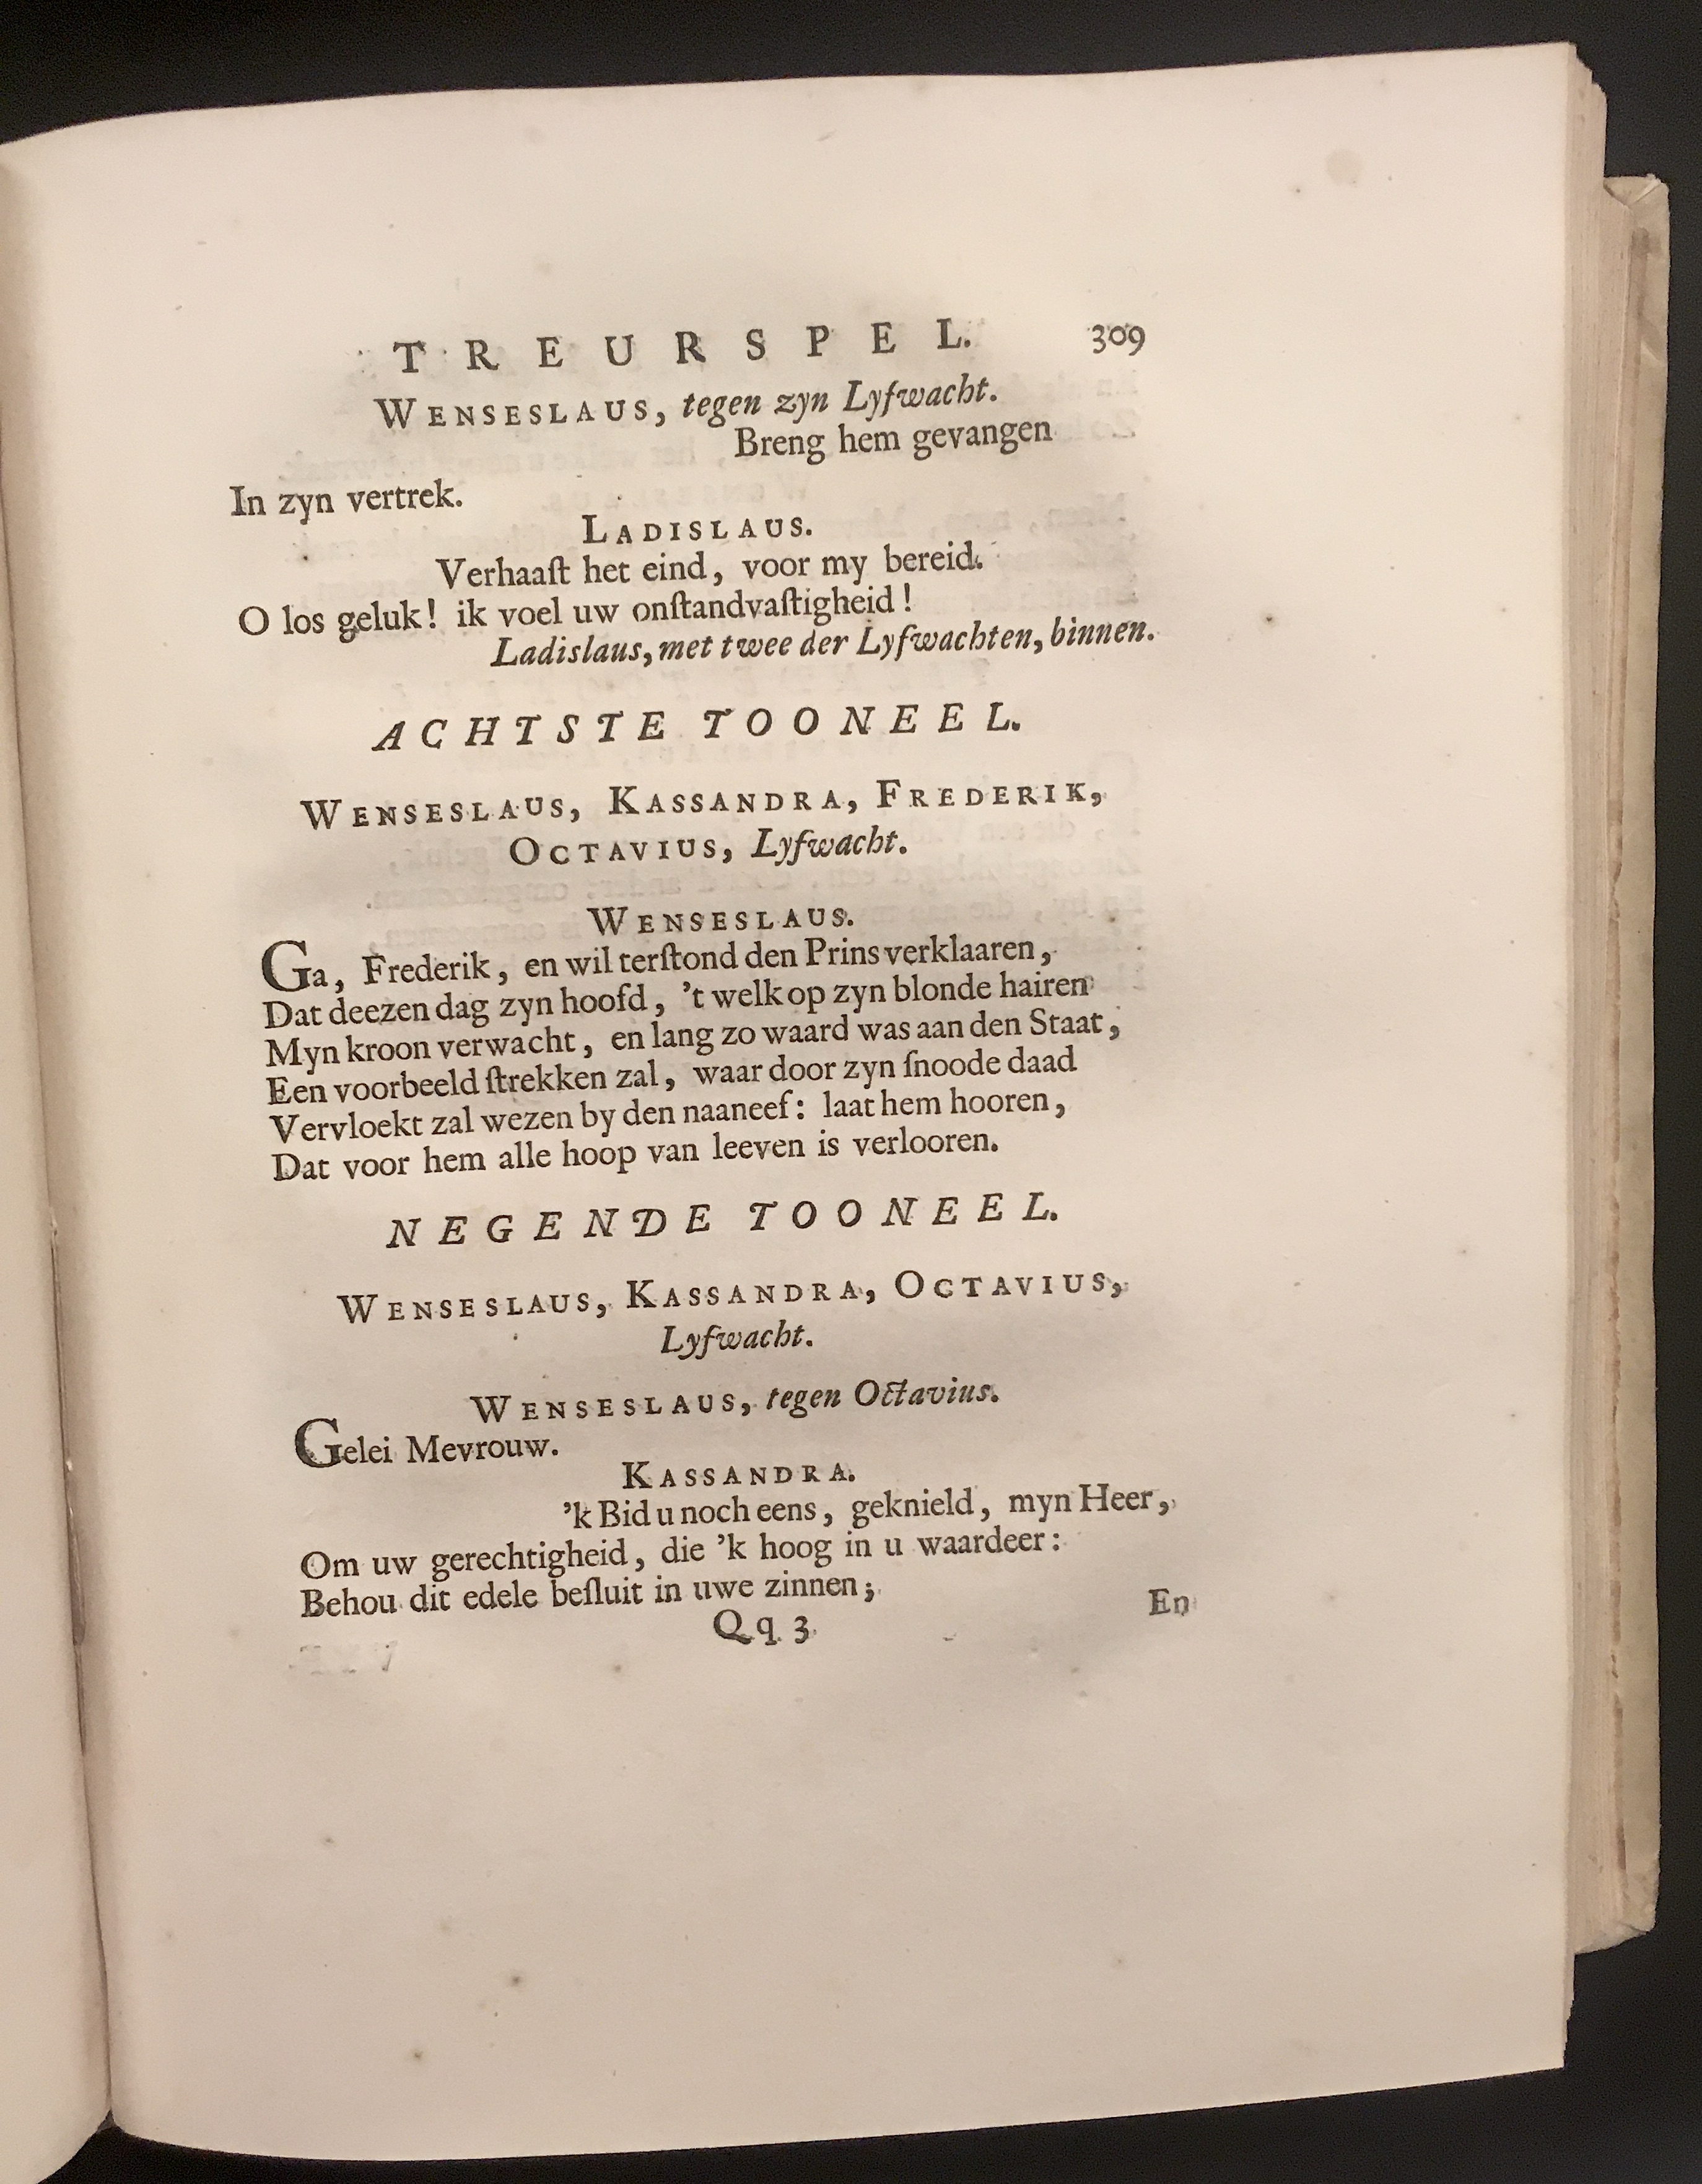 TREURSPEL. 309
WENSESLAUS, tegen zyn Lyfwacht.
Breng hem gevangen
In zyn vertrek.
LADISLAUS.
Verhaaſt het eind, voor my bereid.
O los geluk! ik voel uw onſtandvaſtigheid!
Ladislaus, met twee der Lyfwachten, binnen.
ACHTSTE TOONEEL.
WENSESLAUS, KASSANDRA, FREDERIK,
OCTAVIUS, Lyfwacht.
WENSESLAUS.
Ga, Frederik, en wil terſtond den Prins verklaaren,
Dat deezen dag zyn hoofd, 't welk op zyn blonde hairen
Myn kroon verwacht, en lang zo waard was aan den Staat,
Een voorbeeld ſtrekken zal, waar door zyn ſnoode daad
Vervloekt zal wezen by den naaneef: laat hem hooren,
Dat voor hem alle hoop van leeven is verlooren.
NEGENDE TOONEEL.
WENSESLAUS, KASSANDRA, OCTAVIUS,
Lyfwacht.
WENSESLAUS, tegen Octavius.
Gelei Mevrouw.
KASSANDRA.
'k Bid u noch eens, geknield, myn Heer,
Om uw gerechtigheid, die 'k hoog in u waardeer:
Behou dit edele beſluit in uwe zinnen;
Qq 3 En